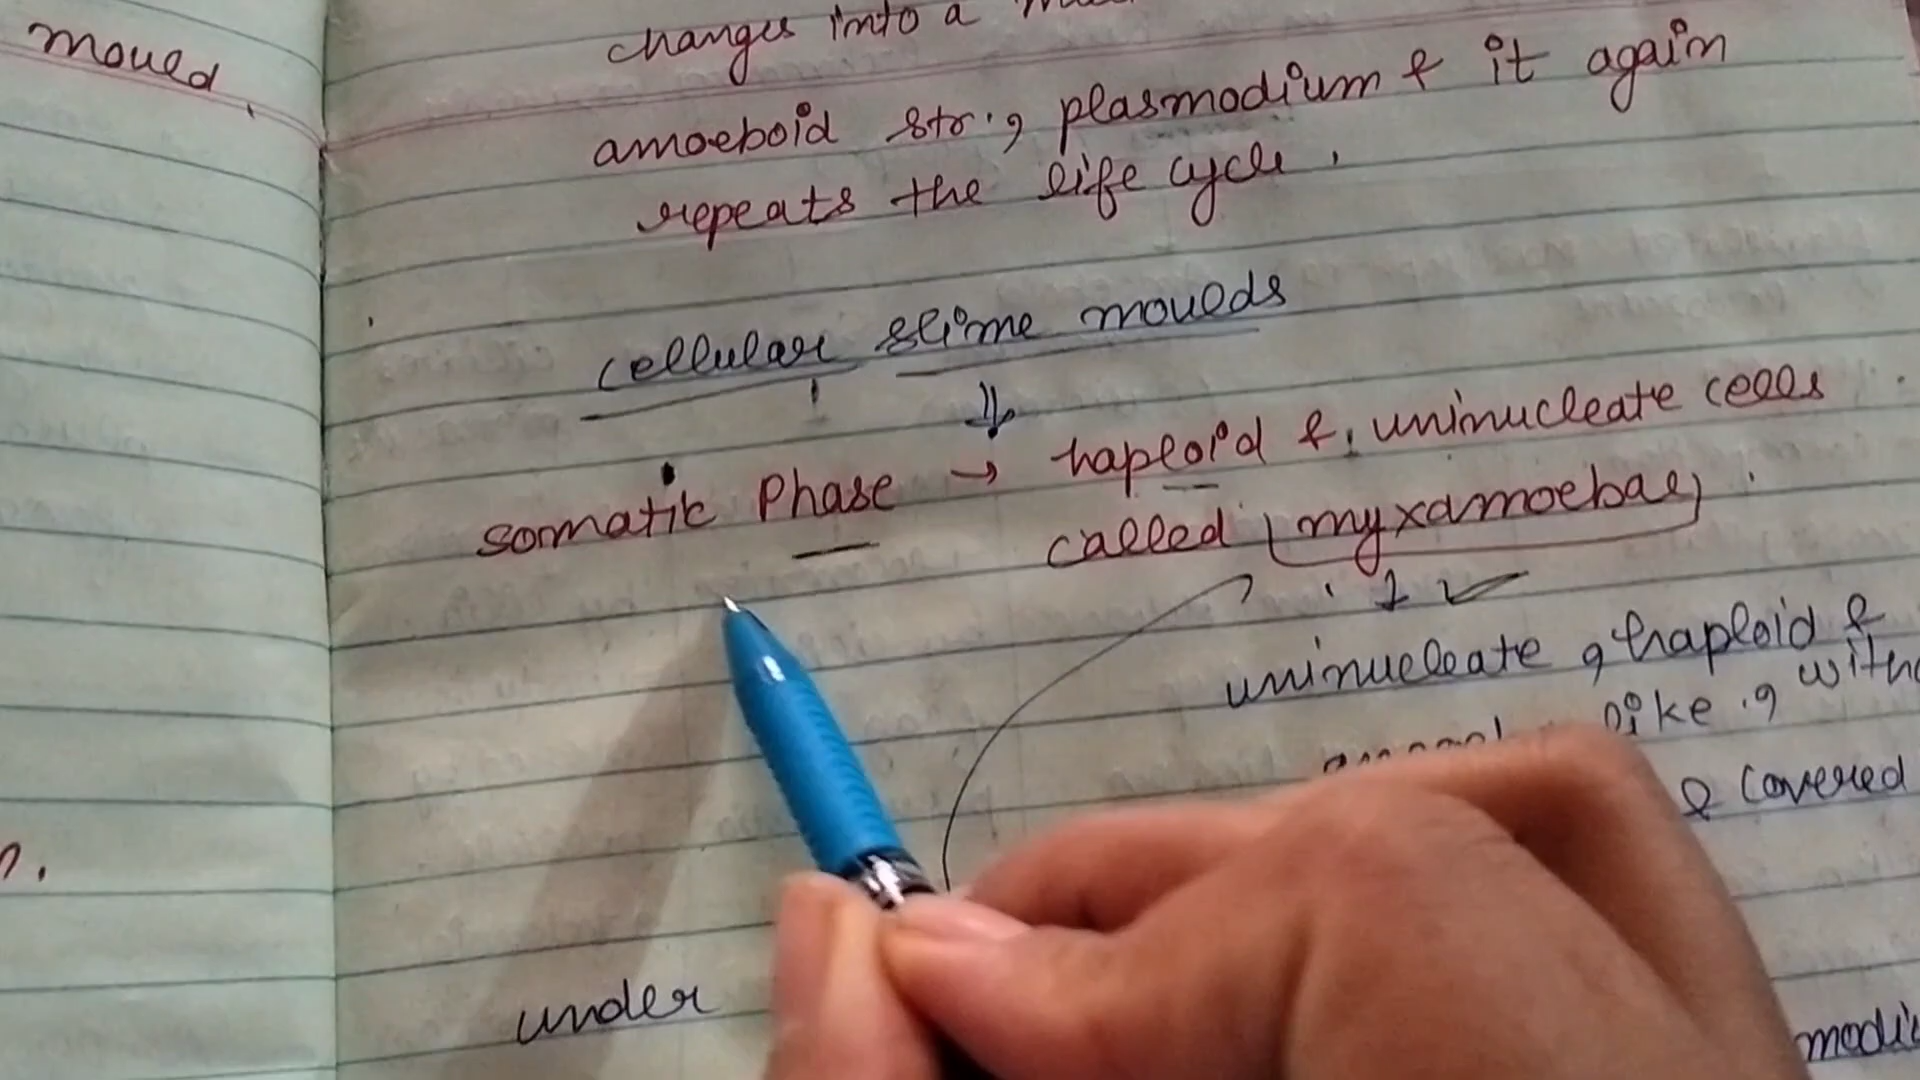 mould.
changes into a
amoeboid str., plasmodium & it again
repeats the life cycle.
cellular slime moulds
somatic Phase → haploid & uninucleate cells
called (myxamoebae)
uninucleate, haploid &
like,
& covered
under